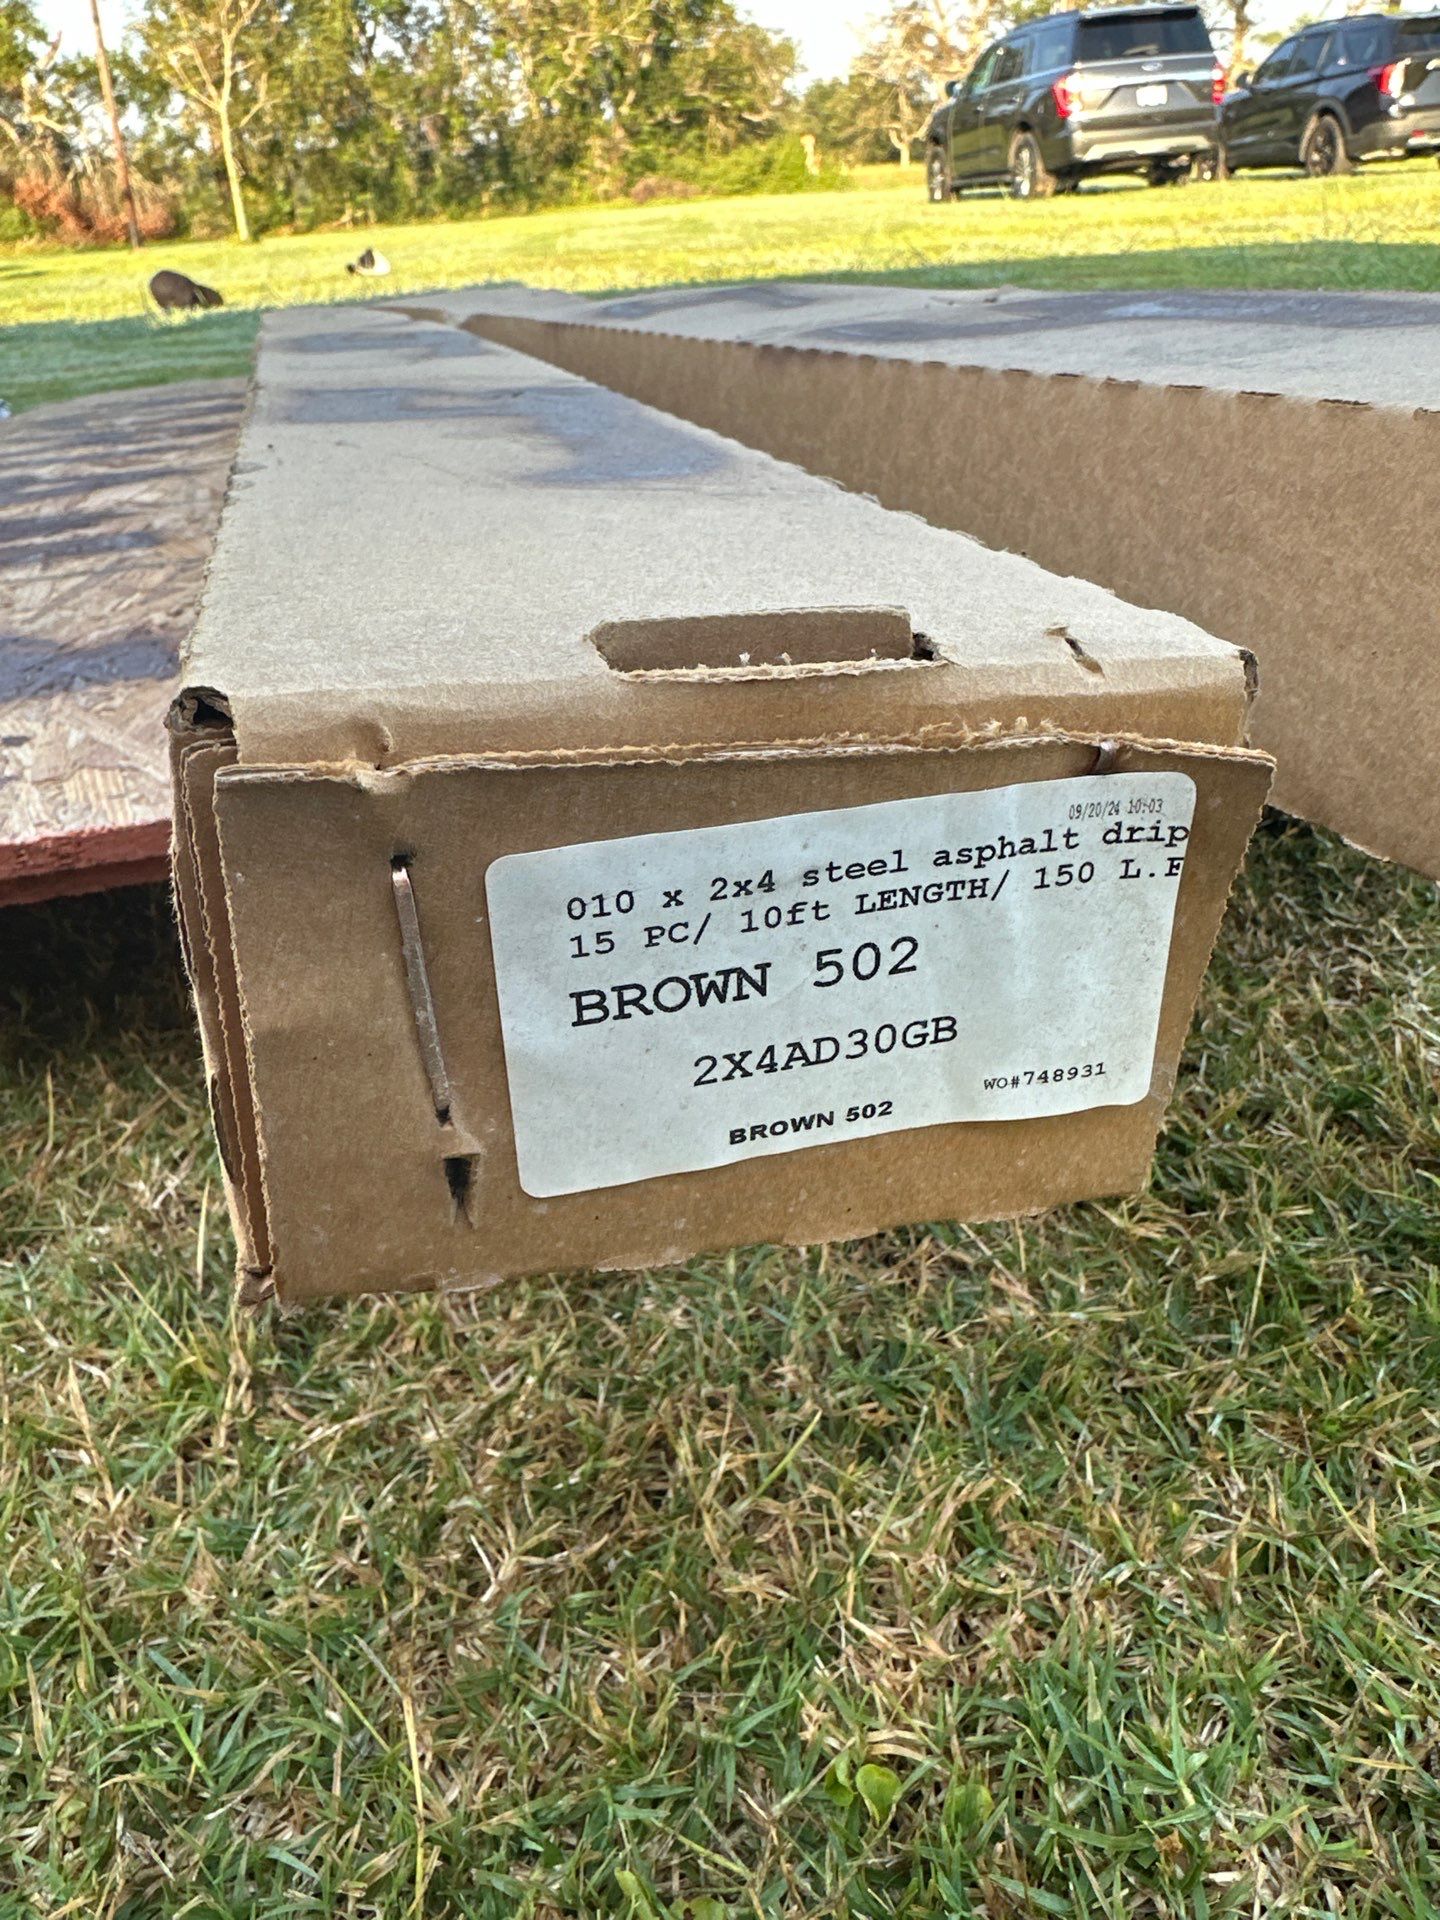 09/20/24 10:03
010 x 2x4 steel asphalt drip
15 PC/ 10ft LENGTH/ 150 L.F
BROWN 502
2X4AD30GB
WO#748931
BROWN 502